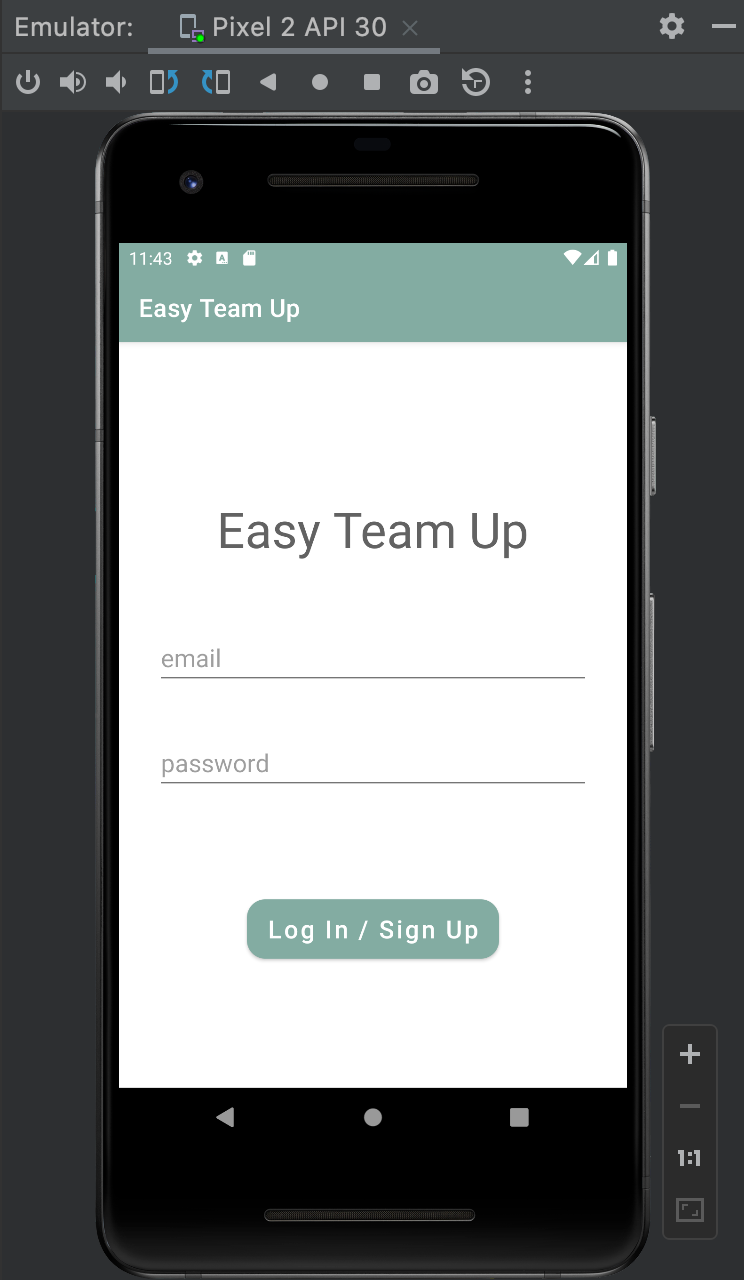 Emulator: Pixel 2 API 30
11:43
Easy Team Up
Easy Team Up
email
password
Log In / Sign Up
1:1